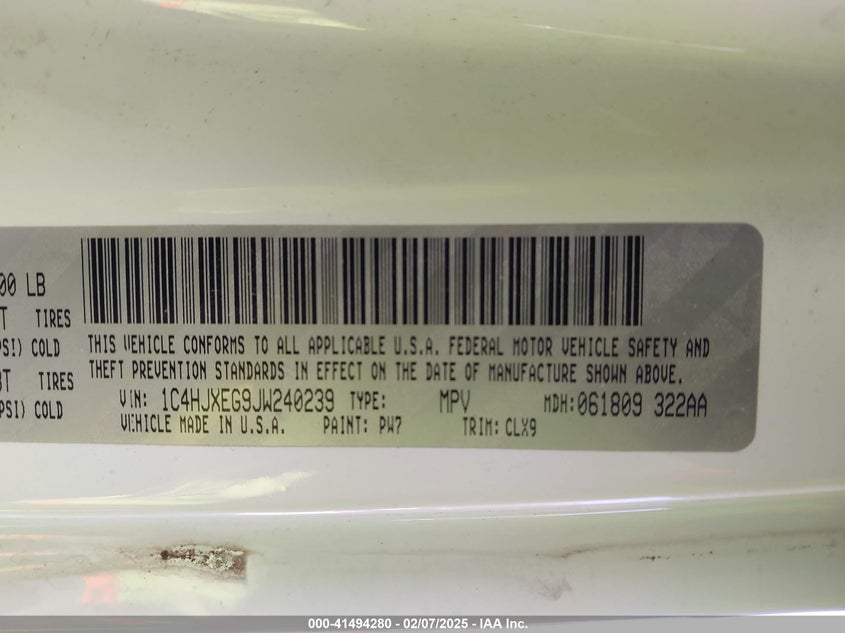 00 LB
T TIRES
PSI) COLD
BT TIRES
PSI) COLD
THIS VEHICLE CONFORMS TO ALL APPLICABLE U.S.A. FEDERAL MOTOR VEHICLE SAFETY AND
THEFT PREVENTION STANDARDS IN EFFECT ON THE DATE OF MANUFACTURE SHOWN ABOVE.
VIN: 1C4HJXEG9JW240239 TYPE: MPV MDH:061809 322AA
VEHICLE MADE IN U.S.A. PAINT: PW7 TRIM: CLX9
000-41494280 - 02/07/2025 - IAA Inc.